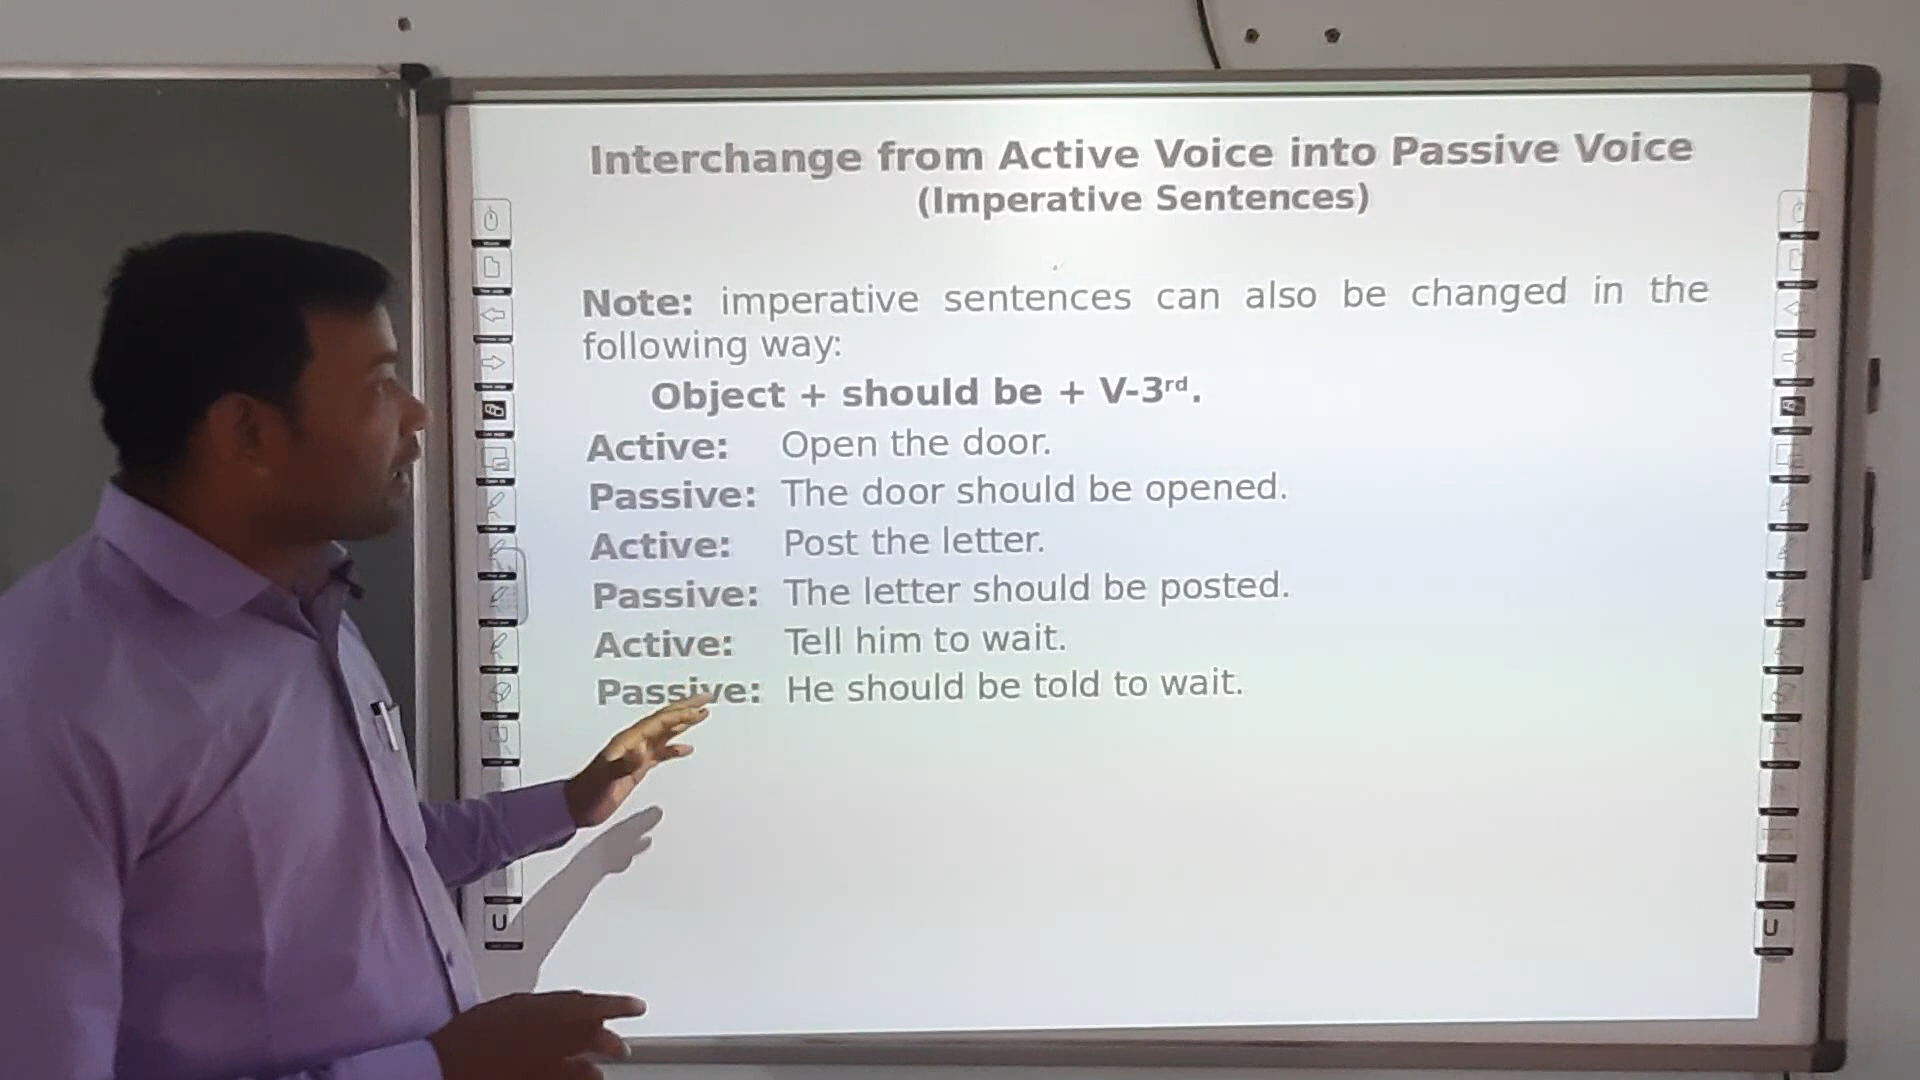 Interchange from Active Voice into Passive Voice
(Imperative Sentences)
Note: imperative sentences can also be changed in the
following way:
Object + should be + V-3rd.
Active: Open the door.
Passive: The door should be opened.
Active: Post the letter.
Passive: The letter should be posted.
Active: Tell him to wait.
Passive: He should be told to wait.